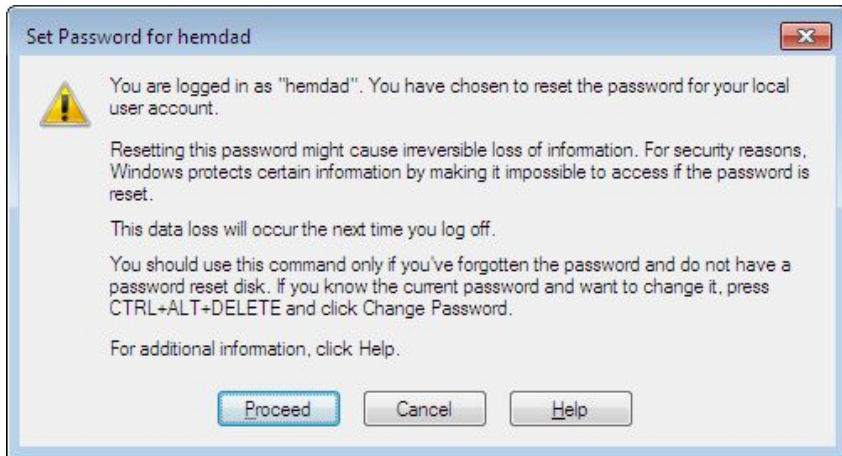 Set Password for hemdad
You are logged in as "hemdad". You have chosen to reset the password for your local
user account.
Resetting this password might cause irreversible loss of information. For security reasons,
Windows protects certain information by making it impossible to access if the password is
reset.
This data loss will occur the next time you log off.
You should use this command only if you've forgotten the password and do not have a
password reset disk. If you know the current password and want to change it, press
CTRL+ALT+DELETE and click Change Password.
For additional information, click Help.
Proceed Cancel Help